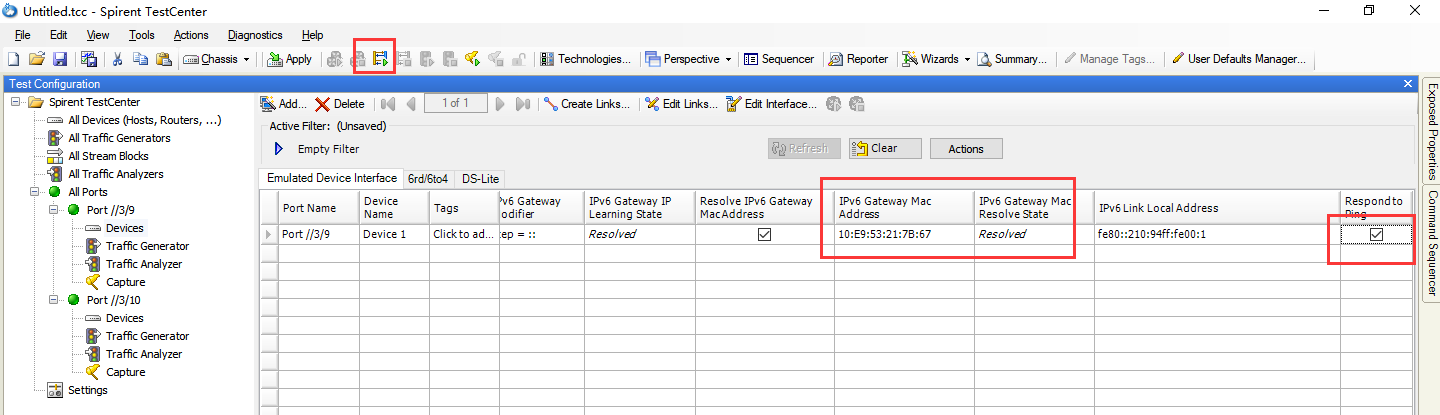 Untitled.tcc - Spirent TestCenter
File Edit View Tools Actions Diagnostics Help
Chassis Apply Technologies... Perspective Sequencer Reporter Wizards Summary... Manage Tags... User Defaults Manager...
Test Configuration
Spirent TestCenter
All Devices (Hosts, Routers, ...)
All Traffic Generators
All Stream Blocks
All Traffic Analyzers
All Ports
Port //3/9
Devices
Traffic Generator
Traffic Analyzer
Capture
Port //3/10
Devices
Traffic Generator
Traffic Analyzer
Capture
Settings
Add... Delete 1 of 1 Create Links... Edit Links... Edit Interface...
Active Filter: (Unsaved)
Empty Filter Refresh Clear Actions
Emulated Device Interface 6rd/6to4 DS-Lite
Port Name
Device
Name
Tags
Pv6 Gateway
odifier
IPv6 Gateway IP
Learning State
Resolve IPv6 Gateway
MacAddress
IPv6 Gateway Mac
Address
IPv6 Gateway Mac
Resolve State
IPv6 Link Local Address
Respond to
Ping
Port //3/9 Device 1 Click to ad... tep = :: Resolved 10:E9:53:21:7B:67 Resolved fe80::210:94ff:fe00:1
Exposed Properties
Command Sequencer